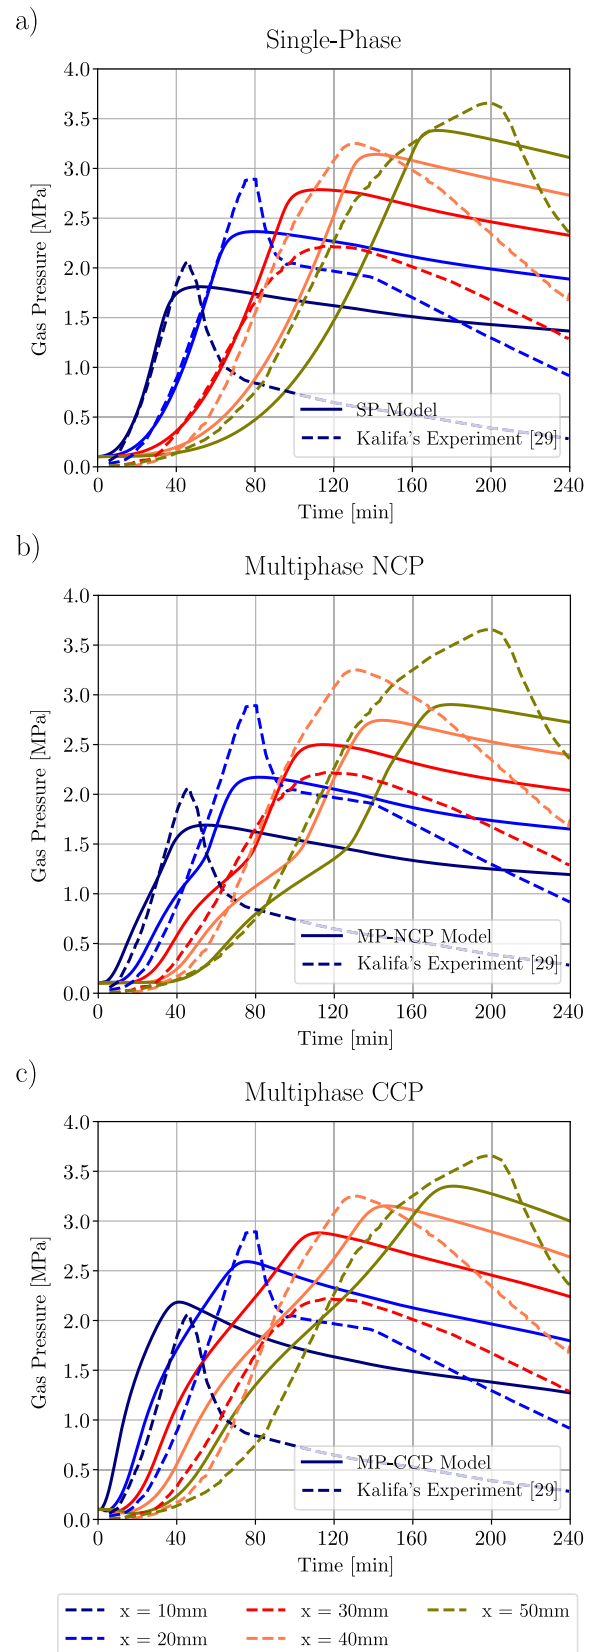 a)
Single-Phase
4.0
3.5
3.0
2.5
2.0
1.5
1.0
0.5
0.0
Gas Pressure [MPa]
SP Model
Kalifa's Experiment [29]
0 40 80 120 160 200 240
Time [min]
b)
Multiphase NCP
4.0
3.5
3.0
2.5
2.0
1.5
1.0
0.5
0.0
Gas Pressure [MPa]
MP-NCP Model
Kalifa's Experiment [29]
0 40 80 120 160 200 240
Time [min]
c)
Multiphase CCP
4.0
3.5
3.0
2.5
2.0
1.5
1.0
0.5
0.0
Gas Pressure [MPa]
MP-CCP Model
Kalifa's Experiment [29]
0 40 80 120 160 200 240
Time [min]
x = 10mm x = 30mm x = 50mm
x = 20mm x = 40mm